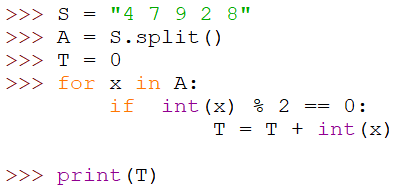 >>> S = "4 7 9 2 8"
>>> A = S.split()
>>> T = 0
>>> for x in A:
        if  int(x) % 2 == 0:
                T = T + int(x)

>>> print(T)